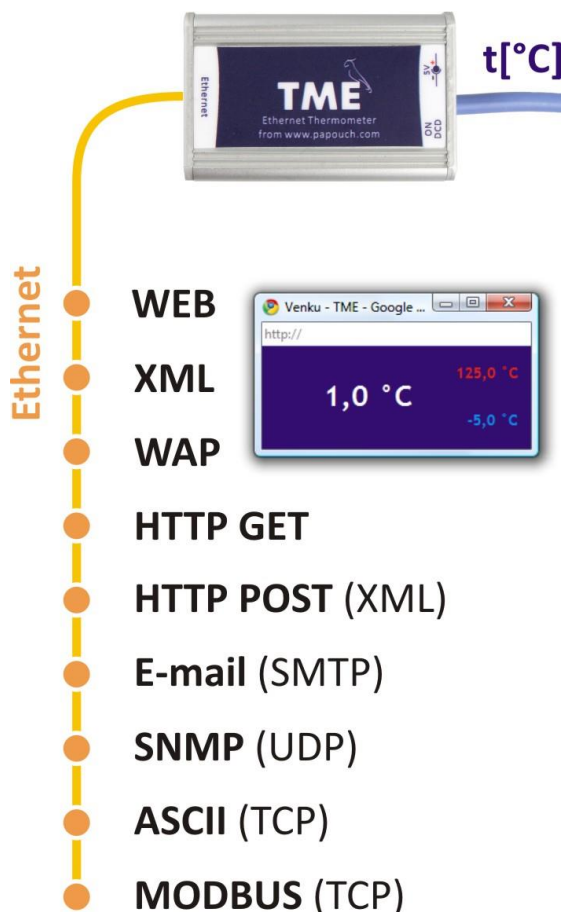 t[°C]
Ethernet
TME
Ethernet Thermometer
from www.papouch.com
5V
- +
ON
DCD
Ethernet
WEB
Venku - TME - Google ...
http://
XML
125,0 °C
1,0 °C
-5,0 °C
WAP
HTTP GET
HTTP POST (XML)
E-mail (SMTP)
SNMP (UDP)
ASCII (TCP)
MODBUS (TCP)